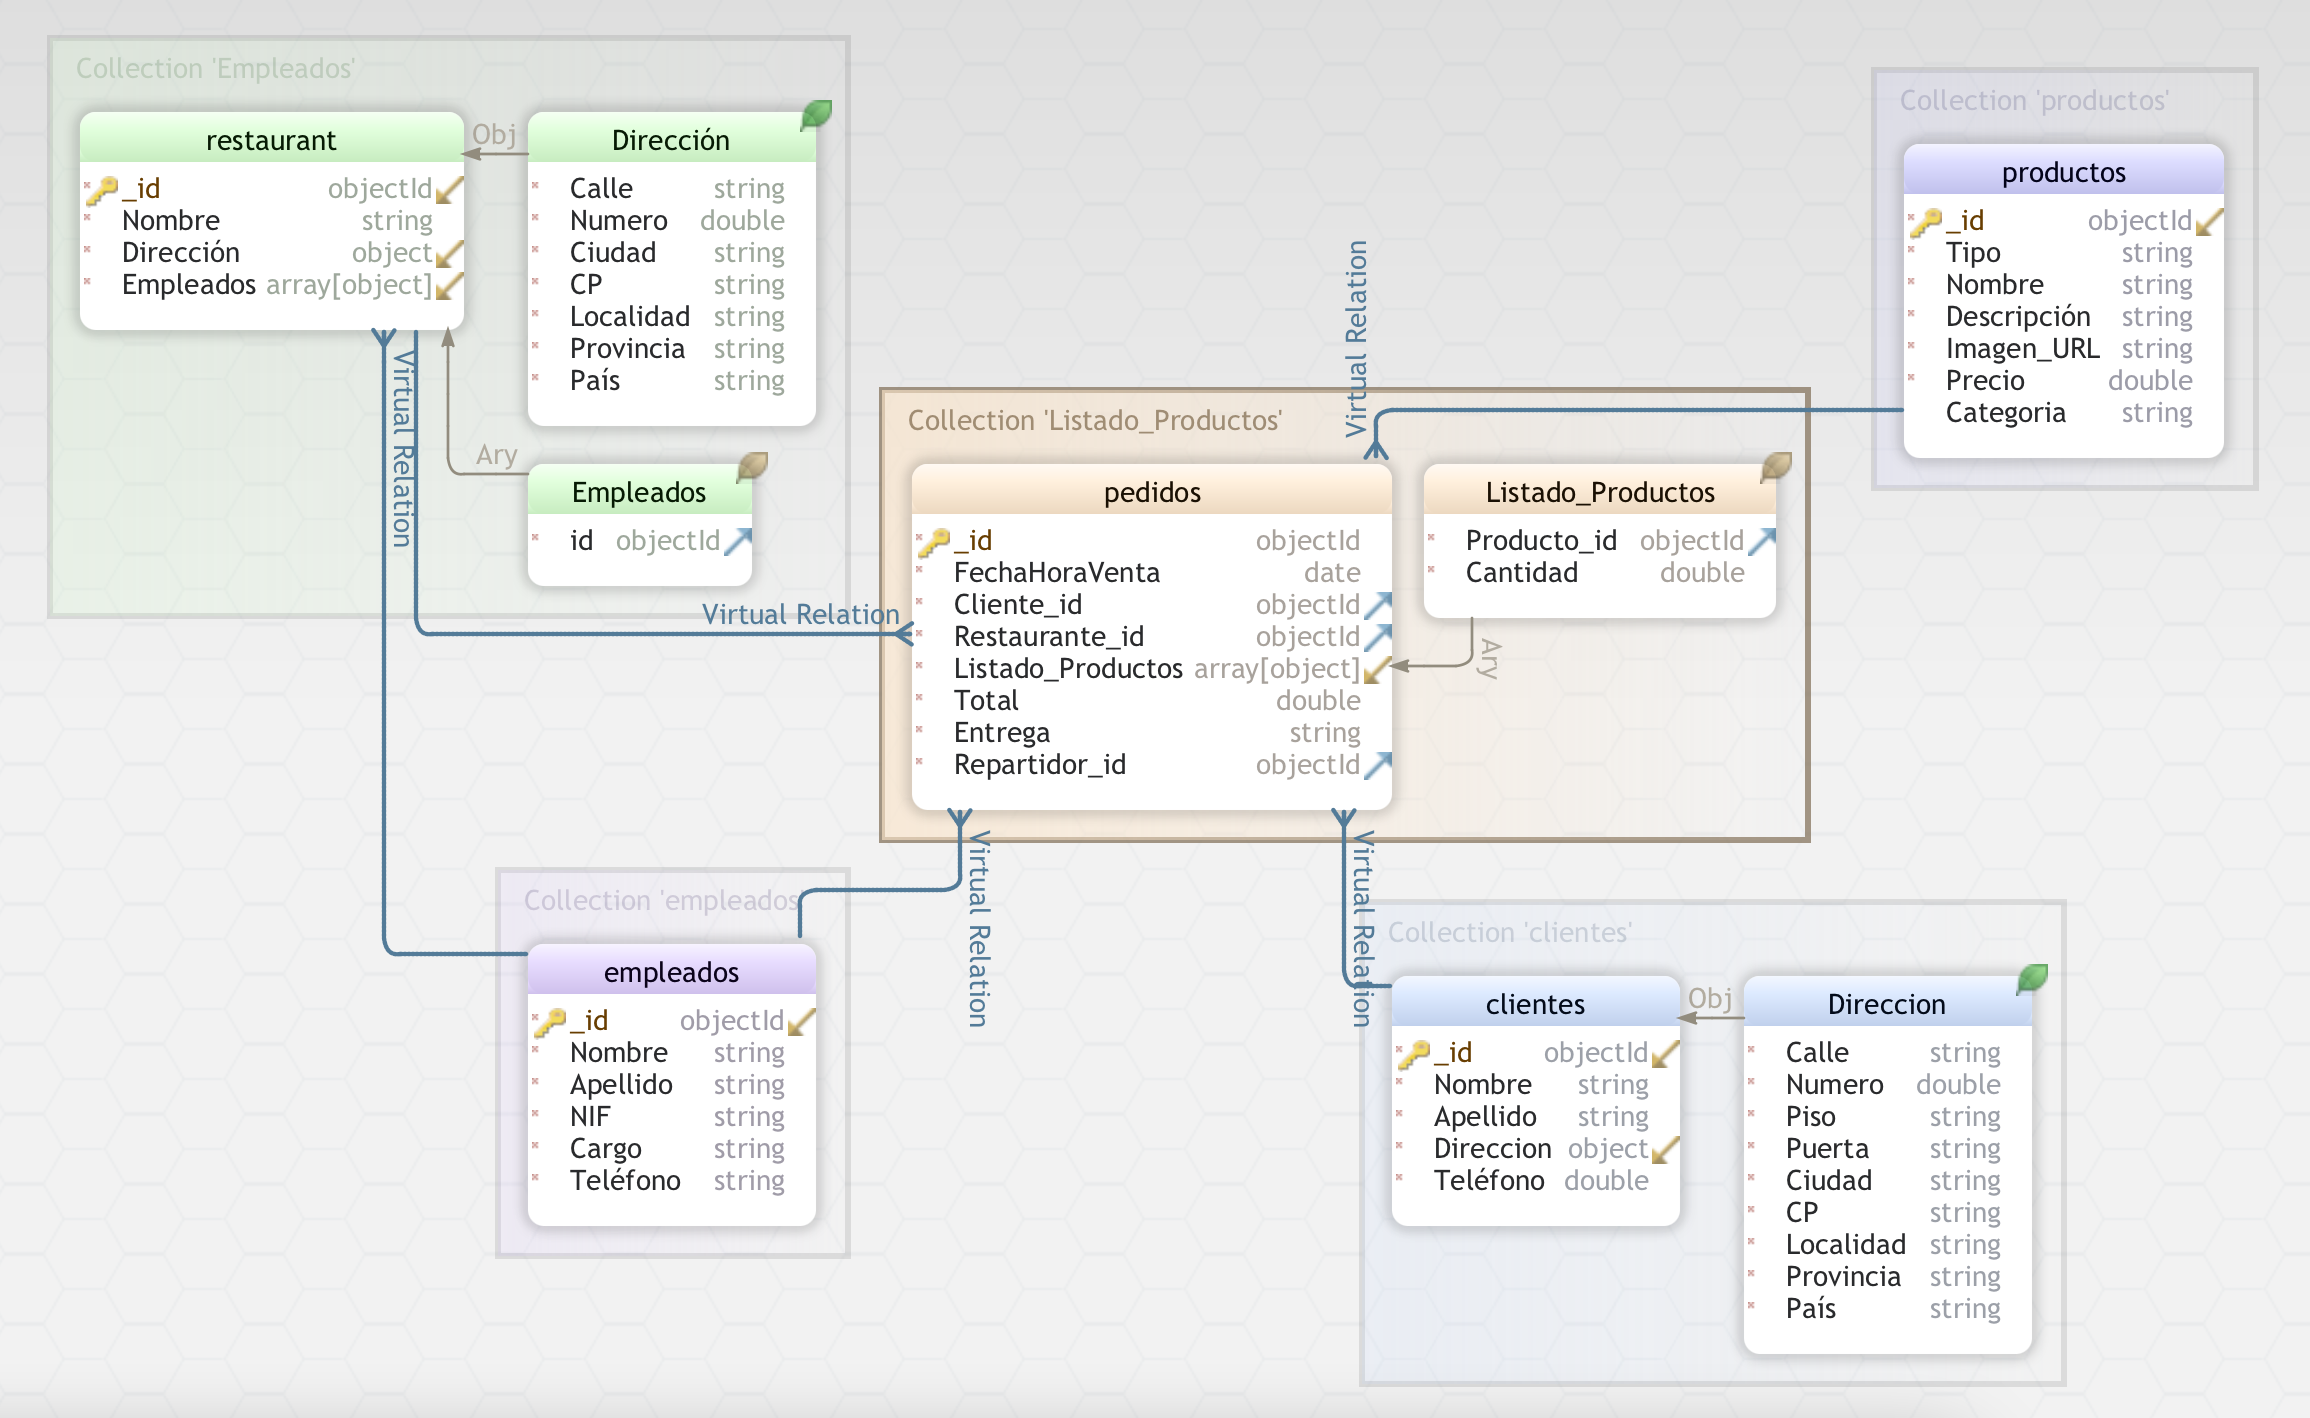 Collection 'Empleados'
restaurant
_id objectId
Nombre string
Dirección object
Empleados array[object]
Obj
Dirección
Calle string
Numero double
Ciudad string
CP string
Localidad string
Provincia string
País string
Ary
Empleados
id objectId
Virtual Relation
Virtual Relation
Collection 'productos'
productos
_id objectId
Tipo string
Nombre string
Descripción string
Imagen_URL string
Precio double
Categoria string
Virtual Relation
Collection 'Listado_Productos'
pedidos
_id objectId
FechaHoraVenta date
Cliente_id objectId
Restaurante_id objectId
Listado_Productos array[object]
Total double
Entrega string
Repartidor_id objectId
Listado_Productos
Producto_id objectId
Cantidad double
Ary
Virtual Relation
Virtual Relation
Collection 'empleados'
empleados
_id objectId
Nombre string
Apellido string
NIF string
Cargo string
Teléfono string
Collection 'clientes'
clientes
_id objectId
Nombre string
Apellido string
Direccion object
Teléfono double
Obj
Direccion
Calle string
Numero double
Piso string
Puerta string
Ciudad string
CP string
Localidad string
Provincia string
País string